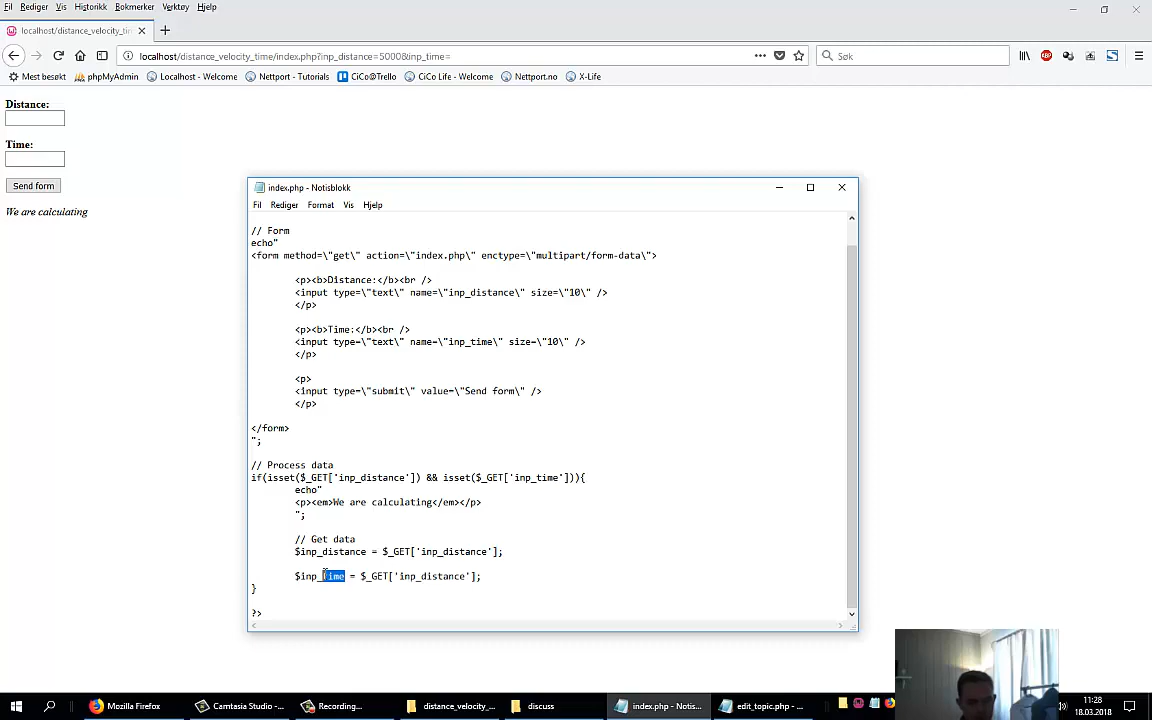 Fil Rediger Vis Historikk Bokmerker Verktøy Hjelp
localhost/distance_velocity_tim
localhost/distance_velocity_time/index.php?inp_distance=5000&inp_time=
Søk
Mest besøkt phpMyAdmin Localhost - Welcome Nettport - Tutorials CiCo@Trello CiCo Life - Welcome Nettport.no X-Life
Distance:
Time:
Send form
We are calculating
index.php - Notisblokk
Fil Rediger Format Vis Hjelp
// Form
echo"
<form method=\"get\" action=\"index.php\" enctype=\"multipart/form-data\">
<p><b>Distance:</b><br />
<input type=\"text\" name=\"inp_distance\" size=\"10\" />
</p>
<p><b>Time:</b><br />
<input type=\"text\" name=\"inp_time\" size=\"10\" />
</p>
<p>
<input type=\"submit\" value=\"Send form\" />
</p>
</form>
";
// Process data
if(isset($_GET['inp_distance']) && isset($_GET['inp_time'])){
echo"
<p><em>We are calculating</em></p>
";
// Get data
$inp_distance = $_GET['inp_distance'];
$inp_time = $_GET['inp_distance'];
}
?>
Mozilla Firefox Camtasia Studio -... Recording... distance_velocity_... discuss index.php - Notis... edit_topic.php - ...
11:28
18.03.2018